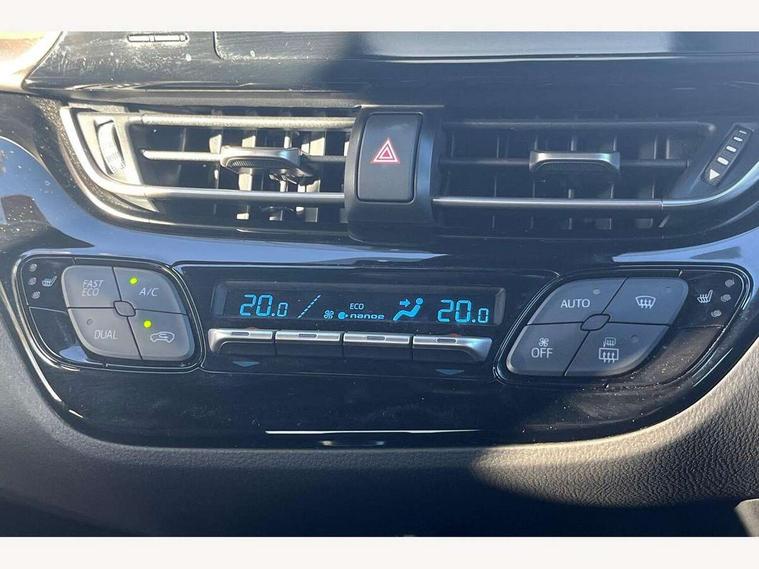 FAST ECO
A/C
DUAL
20.0
ECO
nanoe
20.0
AUTO
OFF